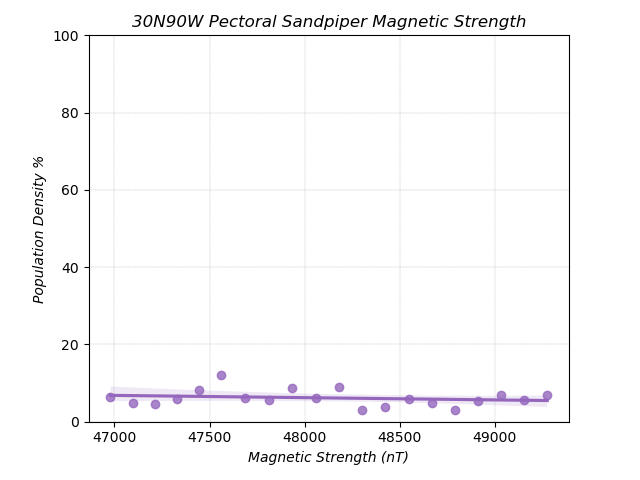 30N90W Pectoral Sandpiper Magnetic Strength
100
80
60
40
20
0
Population Density %
47000 47500 48000 48500 49000
Magnetic Strength (nT)